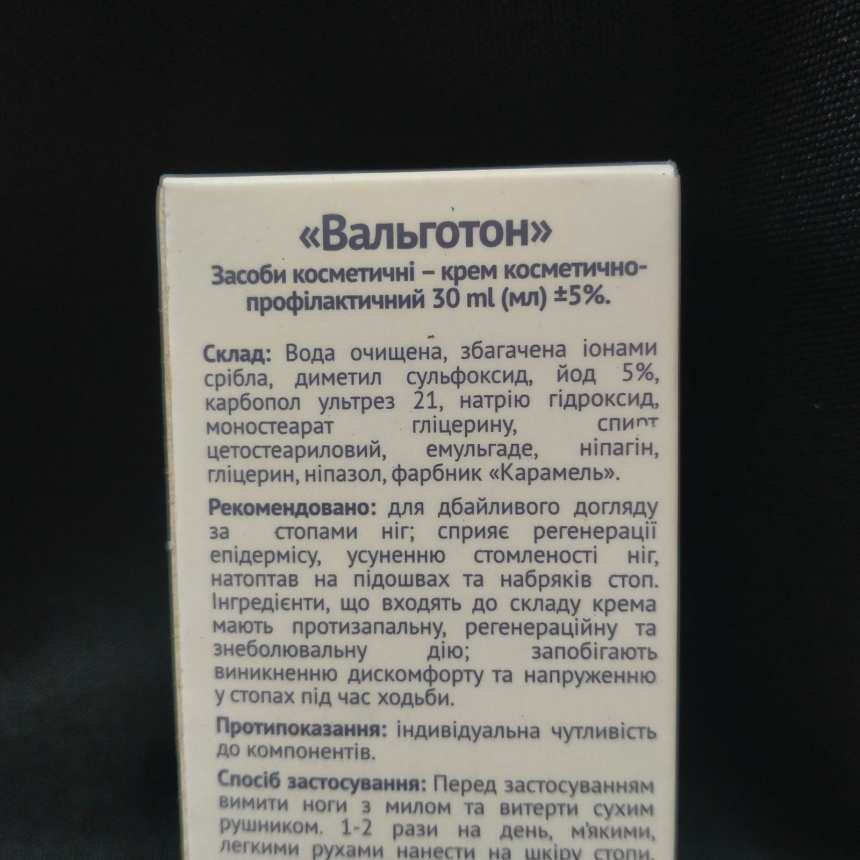 «Вальготон»
Засоби косметичні – крем косметично-
профілактичний 30 ml (мл) ±5%.
Склад: Вода очищена, збагачена іонами
срібла, диметил сульфоксид, йод 5%,
карбопол ультрез 21, натрію гідроксид,
моностеарат гліцерину, спирт
цетостеариловий, емульгаде, ніпагін,
гліцерин, ніпазол, фарбник «Карамель».
Рекомендовано: для дбайливого догляду
за стопами ніг; сприяє регенерації
епідермісу, усуненню стомленості ніг,
натоптав на підошвах та набряків стоп.
Інгредієнти, що входять до складу крема
мають протизапальну, регенераційну та
знеболювальну дію; запобігають
виникненню дискомфорту та напруженню
у стопах під час ходьби.
Протипоказання: індивідуальна чутливість
до компонентів.
Спосіб застосування: Перед застосуванням
вимити ноги з милом та витерти сухим
рушником. 1-2 рази на день, м'якими,
легкими рухами нанести на шкіру стопи,